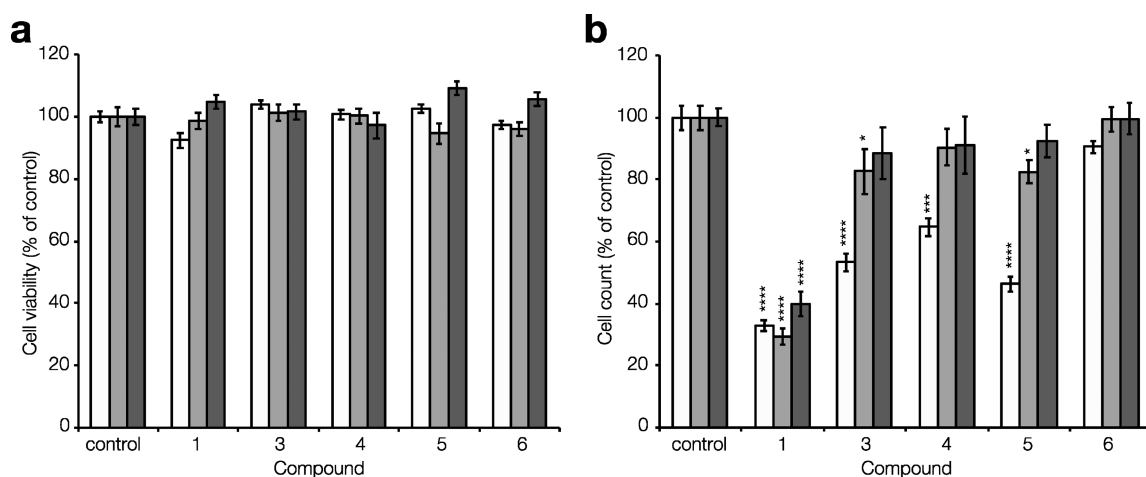 a
120
100
80
60
40
20
0
Cell viability (% of control)
control 1 3 4 5 6
Compound
b
120
100
80
60
40
20
0
Cell count (% of control)
****
****
****
****
*
***
****
*
control 1 3 4 5 6
Compound